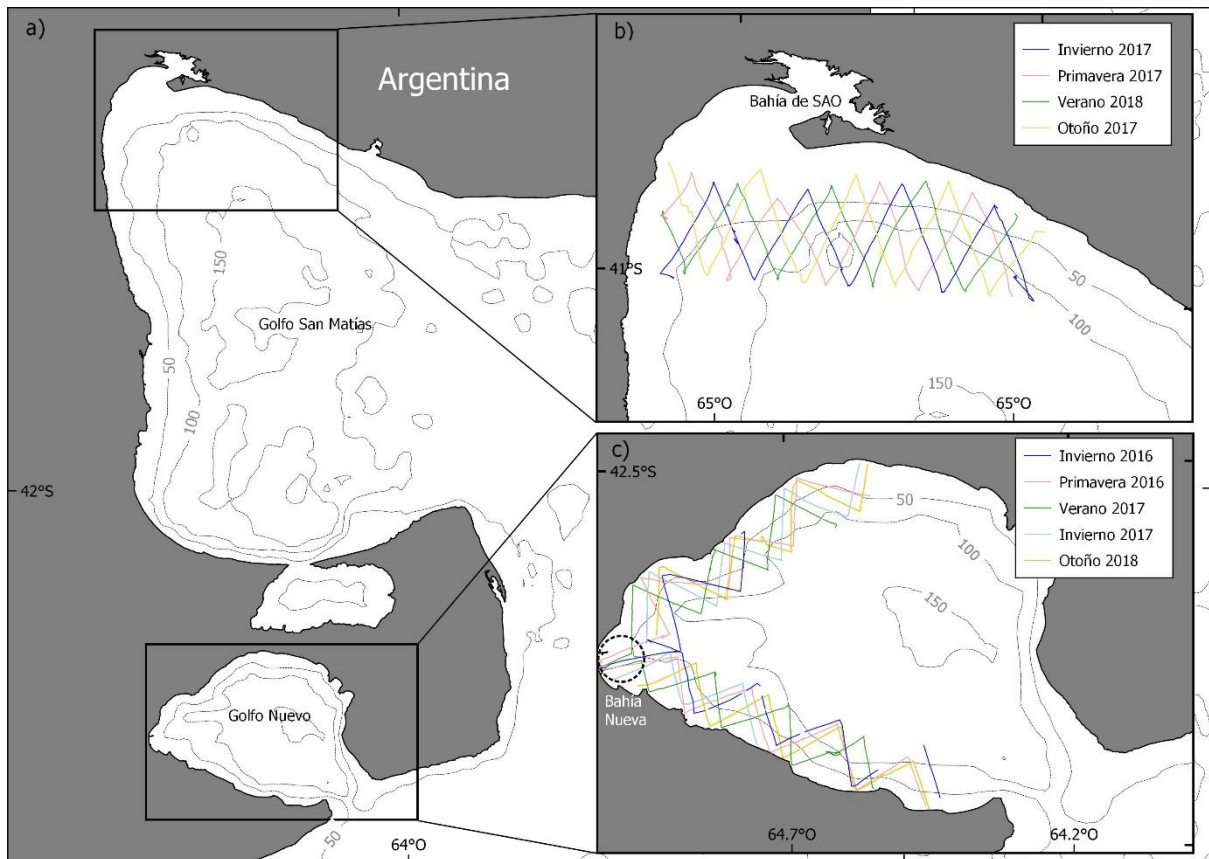 a)
Argentina
150
Golfo San Matías
50
100
42°S
Golfo Nuevo
50
64°O
b)
Invierno 2017
Primavera 2017
Verano 2018
Otoño 2017
Bahía de SAO
41°S
50
100
150
65°O
65°O
c)
42.5°S
Invierno 2016
Primavera 2016
Verano 2017
Invierno 2017
Otoño 2018
50
100
150
Bahía
Nueva
64.7°O
64.2°O